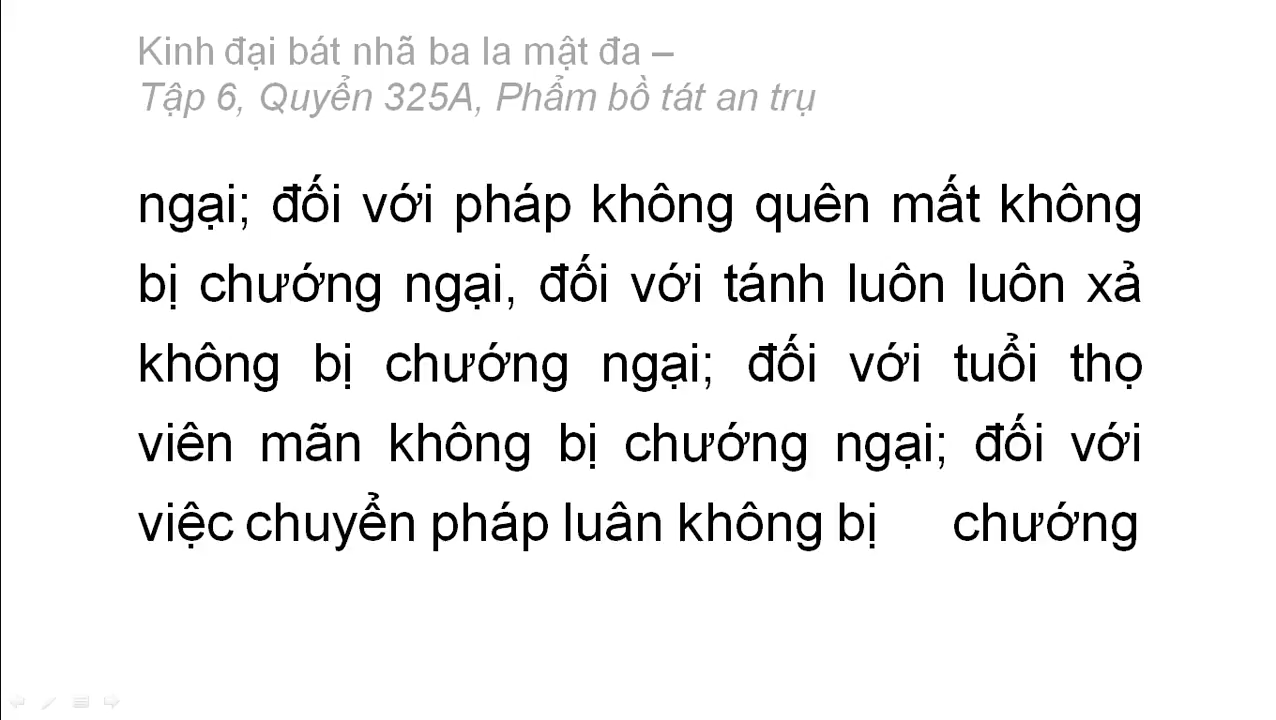 Kinh đại bát nhã ba la mật đa –
Tập 6, Quyển 325A, Phẩm bồ tát an trụ
ngại; đối với pháp không quên mất không
bị chướng ngại, đối với tánh luôn luôn xả
không bị chướng ngại; đối với tuổi thọ
viên mãn không bị chướng ngại; đối với
việc chuyển pháp luân không bị chướng